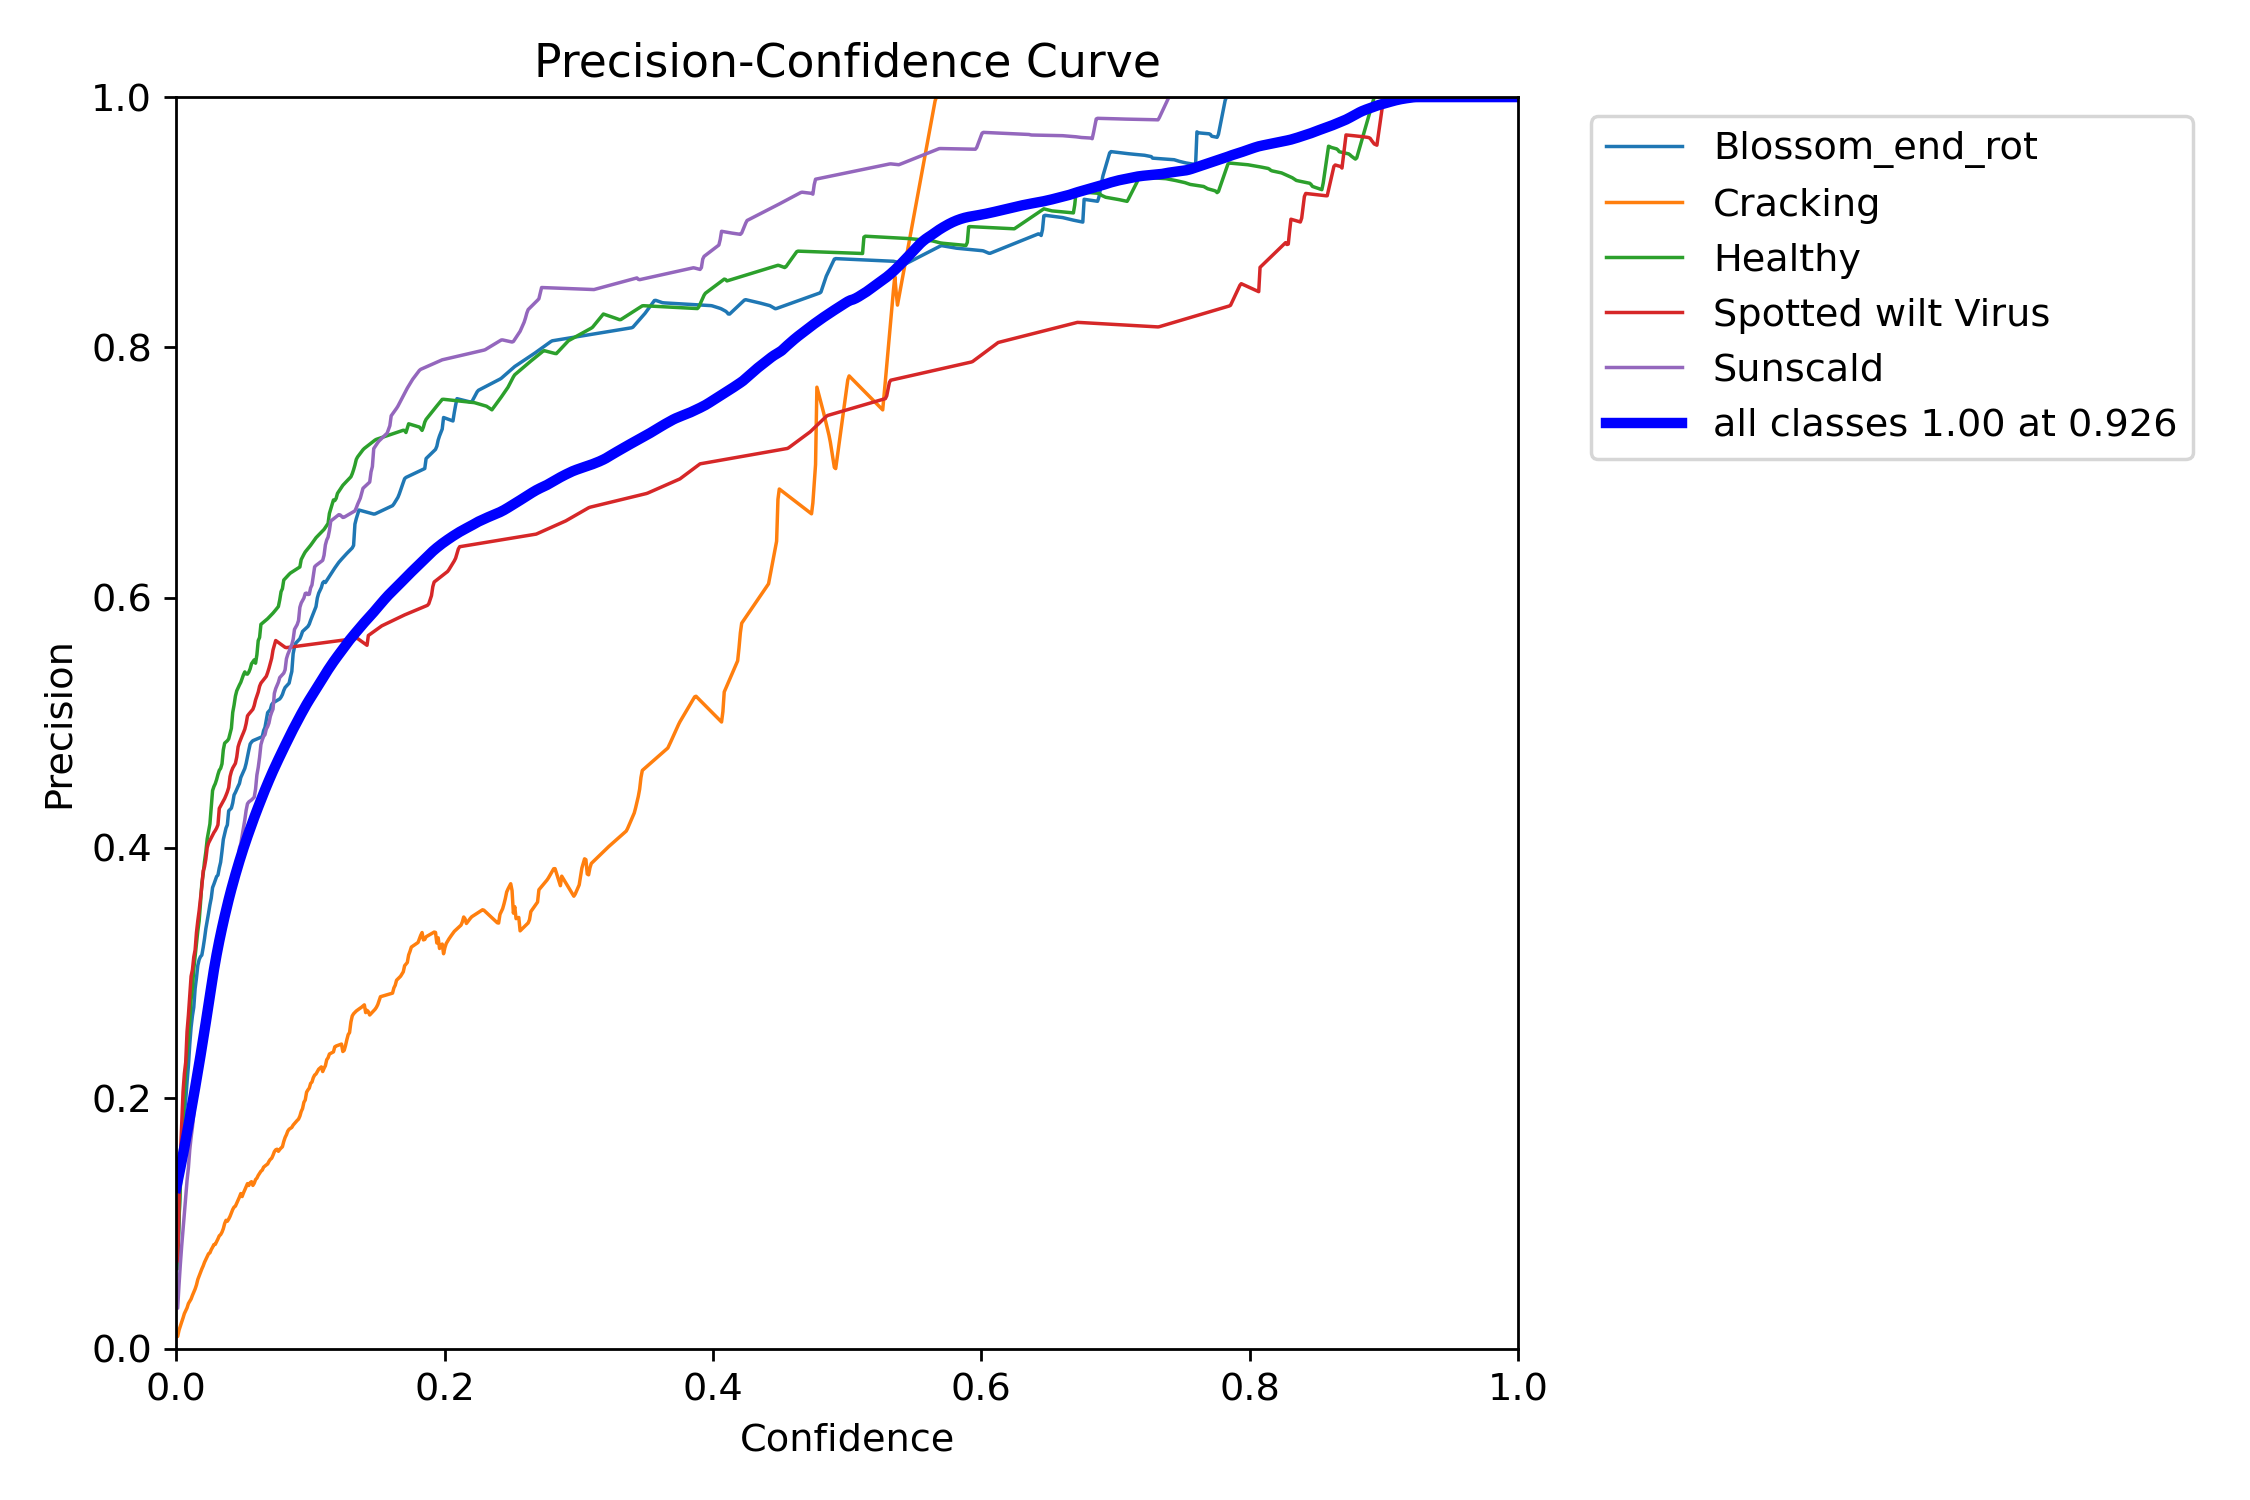 Precision-Confidence Curve
1.0
0.8
0.6
0.4
0.2
0.0
Precision
0.0 0.2 0.4 0.6 0.8 1.0
Confidence
Blossom_end_rot
Cracking
Healthy
Spotted wilt Virus
Sunscald
all classes 1.00 at 0.926